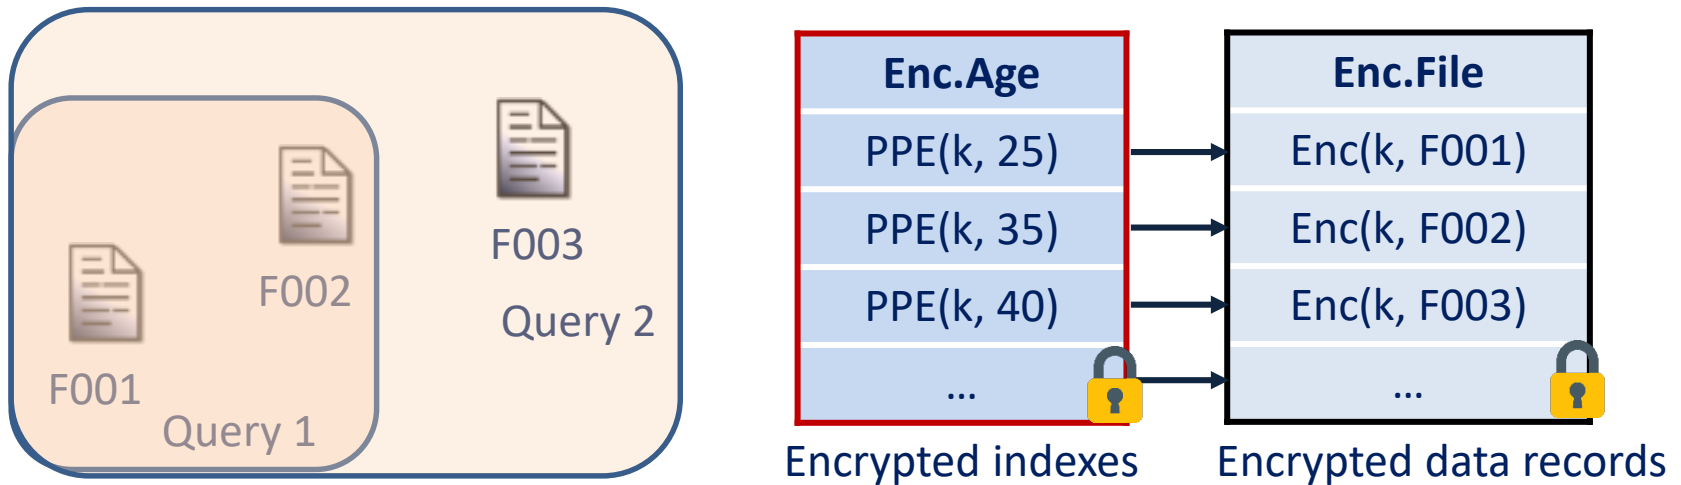 F001
F002
Query 1
F003
Query 2
Enc.Age
PPE(k, 25)
PPE(k, 35)
PPE(k, 40)
...
Encrypted indexes
Enc.File
Enc(k, F001)
Enc(k, F002)
Enc(k, F003)
...
Encrypted data records